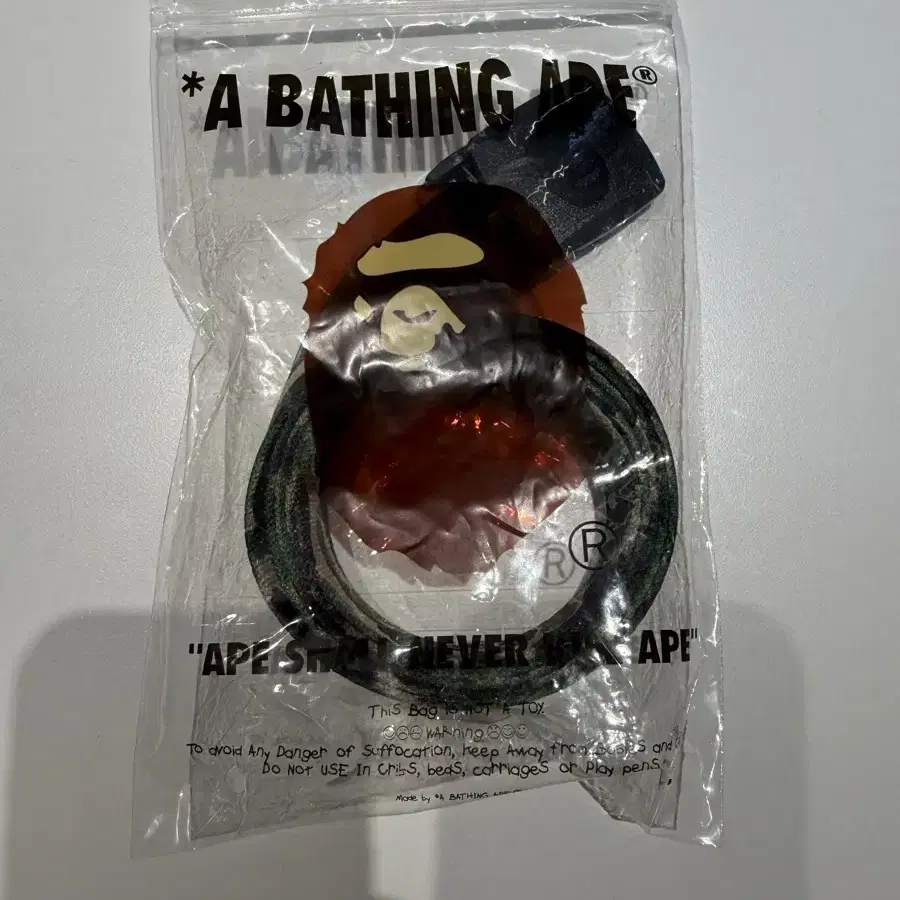 *A BATHING APE®
®
"APE SHALL NEVER KILL APE"
THiS Bag is NOT A TOY.
WARning
To avoid Any Danger of Suffocation, Keep Away from babies and
DO NOT USE In Cribs, bedS, carriageS or Play penS.
Made by *A BATHING APE